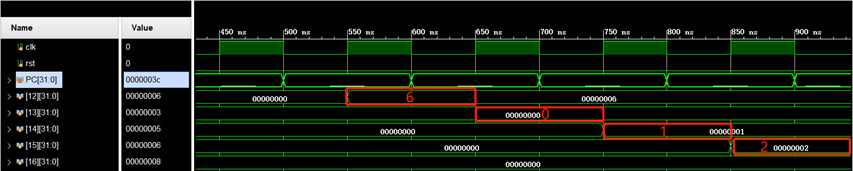 Name Value 450 ns 500 ns 550 ns 600 ns 650 ns 700 ns 750 ns 800 ns 850 ns 900 ns
clk 0
rst 0
PC[31:0] 0000003c
[12][31:0] 00000006 00000000 6 00000006
[13][31:0] 00000003 00000000 0
[14][31:0] 00000005 00000000 1 00000001
[15][31:0] 00000006 00000000 2 00000002
[16][31:0] 00000008 00000000